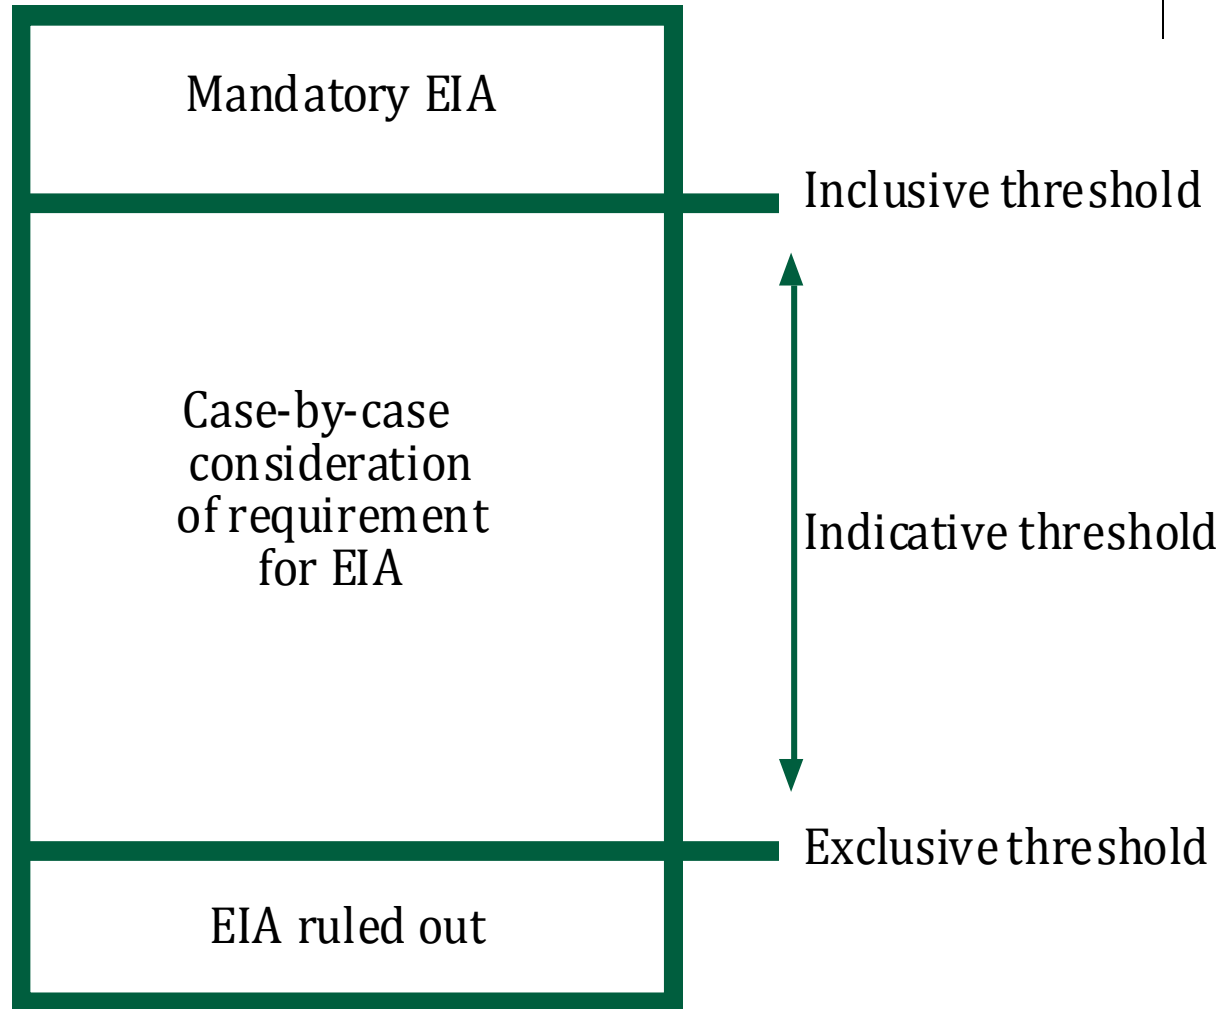 Mandatory EIA
Inclusive threshold
Case-by-case
consideration
of requirement
for EIA
Indicative threshold
Exclusive threshold
EIA ruled out